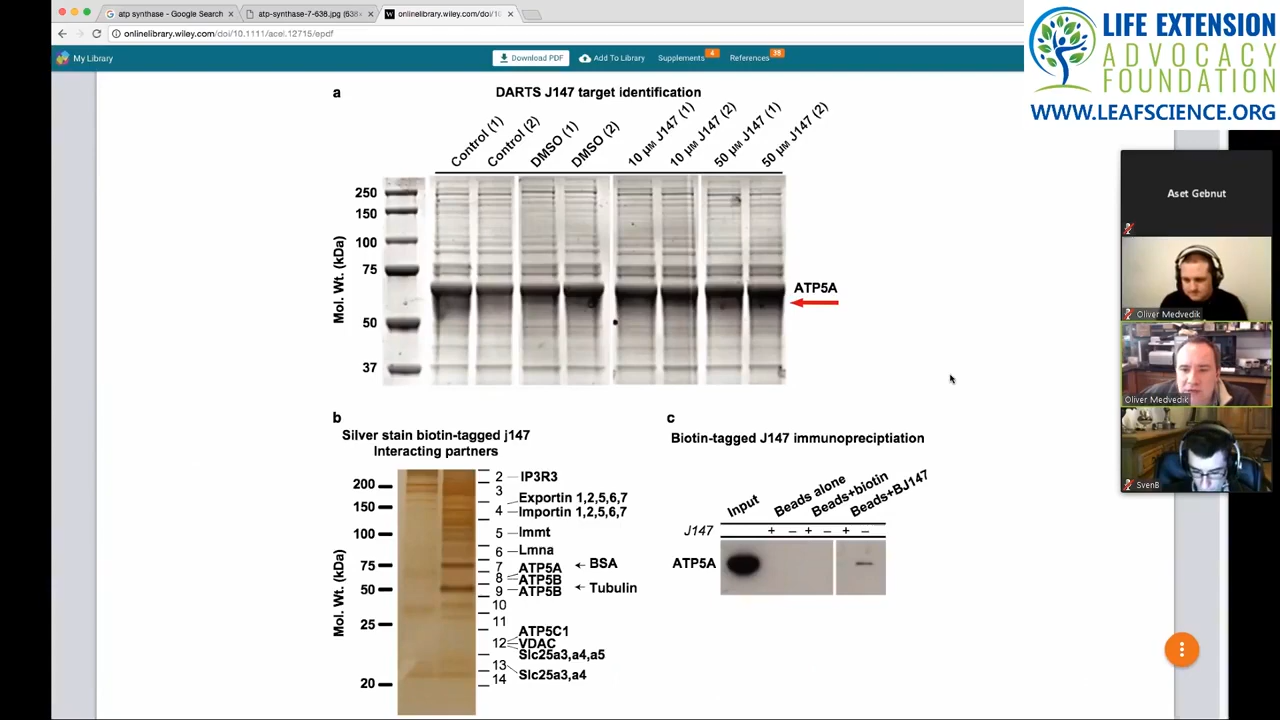 atp synthase - Google Search
atp-synthase-7-638.jpg (638×
onlinelibrary.wiley.com/doi/10
onlinelibrary.wiley.com/doi/10.1111/acel.12715/epdf
My Library
Download PDF
Add To Library
Supplements 4
References 38
LIFE EXTENSION
ADVOCACY
FOUNDATION
WWW.LEAFSCIENCE.ORG
a
DARTS J147 target identification
Control (1)
Control (2)
DMSO (1)
DMSO (2)
10 μM J147 (1)
10 μM J147 (2)
50 μM J147 (1)
50 μM J147 (2)
Mol. Wt. (kDa)
250
150
100
75
50
37
ATP5A
b
Silver stain biotin-tagged j147
Interacting partners
Mol. Wt. (kDa)
200
150
100
75
50
25
20
2 IP3R3
3
Exportin 1,2,5,6,7
4 Importin 1,2,5,6,7
5 Immt
6 Lmna
7 ATP5A BSA
8 ATP5B
9 ATP5B Tubulin
10
11
ATP5C1
12 VDAC
Slc25a3,a4,a5
13
Slc25a3,a4
14
c
Biotin-tagged J147 immunopreciptiation
Input
Beads alone
Beads+biotin
Beads+BJ147
J147 + – + – + –
ATP5A
Aset Gebnut
Oliver Medvedik
Oliver Medvedik
SvenB